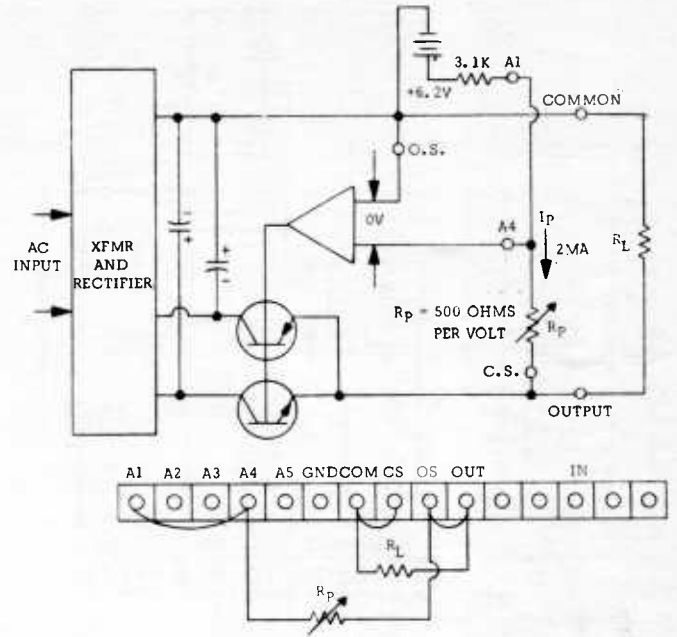 3.1K A1
+6.2V
+
COMMON
O.S.
0V
A4
IP
2MA
AC
INPUT
XFMR
AND
RECTIFIER
RL
RP = 500 OHMS
PER VOLT
RP
C.S.
OUTPUT
A1 A2 A3 A4 A5 GND COM CS OS OUT IN
RL
RP